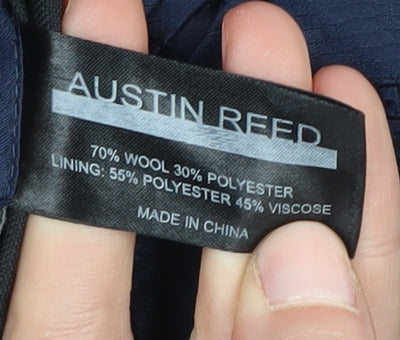 AUSTIN REED
70% WOOL 30% POLYESTER
LINING: 55% POLYESTER 45% VISCOSE
MADE IN CHINA